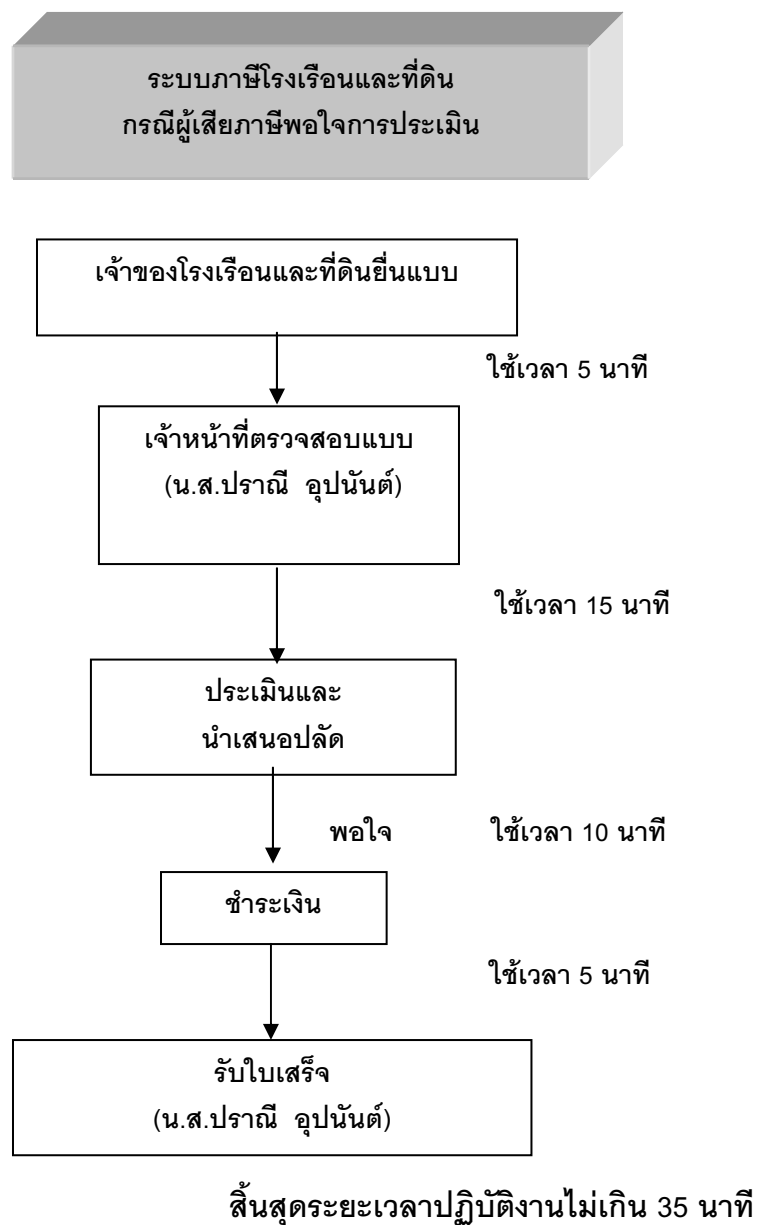 ระบบภาษีโรงเรือนและที่ดิน
กรณีผู้เสียภาษีพอใจการประเมิน
เจ้าของโรงเรือนและที่ดินยื่นแบบ
ใช้เวลา 5 นาที
เจ้าหน้าที่ตรวจสอบแบบ
(น.ส.ปราณี อุปนันต์)
ใช้เวลา 15 นาที
ประเมินและ
นำเสนอปลัด
พอใจ ใช้เวลา 10 นาที
ชำระเงิน
ใช้เวลา 5 นาที
รับใบเสร็จ
(น.ส.ปราณี อุปนันต์)
สิ้นสุดระยะเวลาปฏิบัติงานไม่เกิน 35 นาที